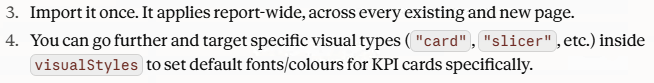 3. Import it once. It applies report-wide, across every existing and new page.
4. You can go further and target specific visual types ("card", "slicer", etc.) inside
visualStyles to set default fonts/colours for KPI cards specifically.